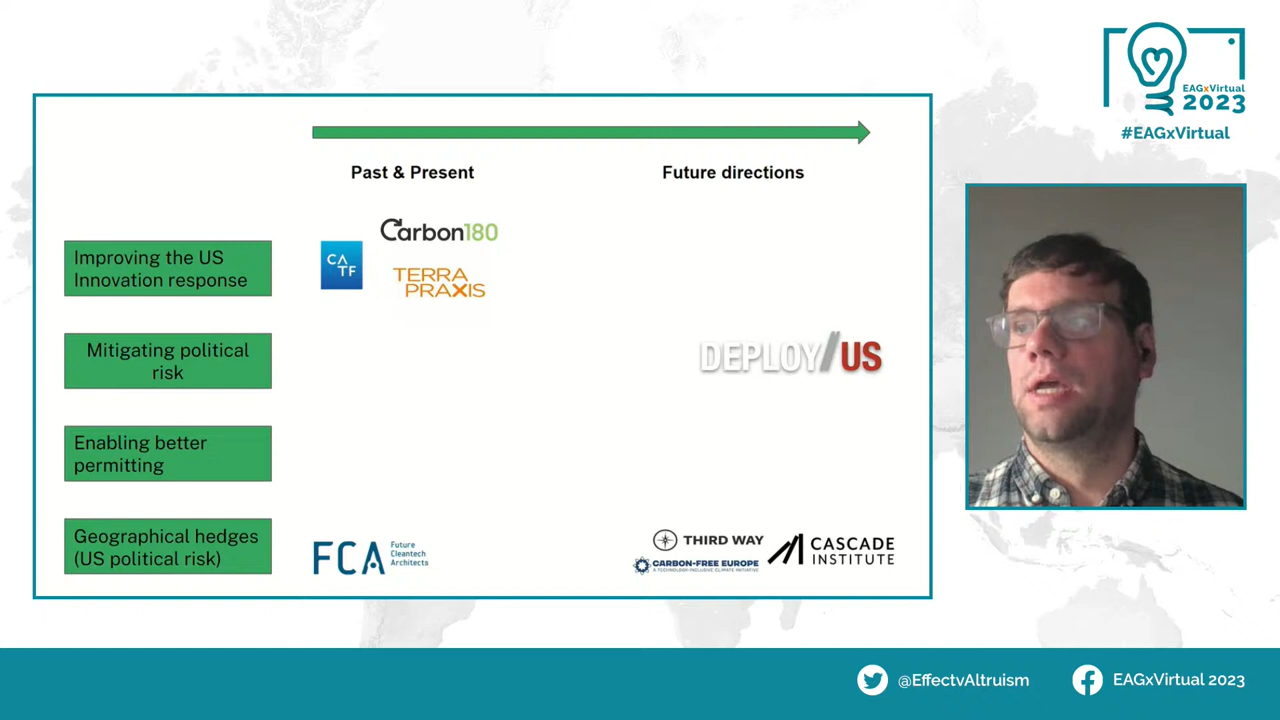 EAGxVirtual
2023
#EAGxVirtual
Past & Present
Future directions
Improving the US
Innovation response
CATF
Carbon180
TERRA
PRAXIS
Mitigating political
risk
DEPLOY/US
Enabling better
permitting
Geographical hedges
(US political risk)
FCA
Future
Cleantech
Architects
THIRD WAY
CARBON-FREE EUROPE
A TECHNOLOGY-INCLUSIVE CLIMATE INITIATIVE
CASCADE
INSTITUTE
@EffectvAltruism
EAGxVirtual 2023